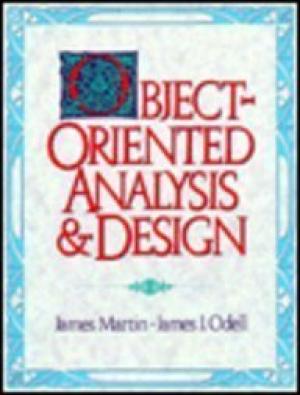 OBJECT-
ORIENTED
ANALYSIS
& DESIGN
James Martin - James J. Odell